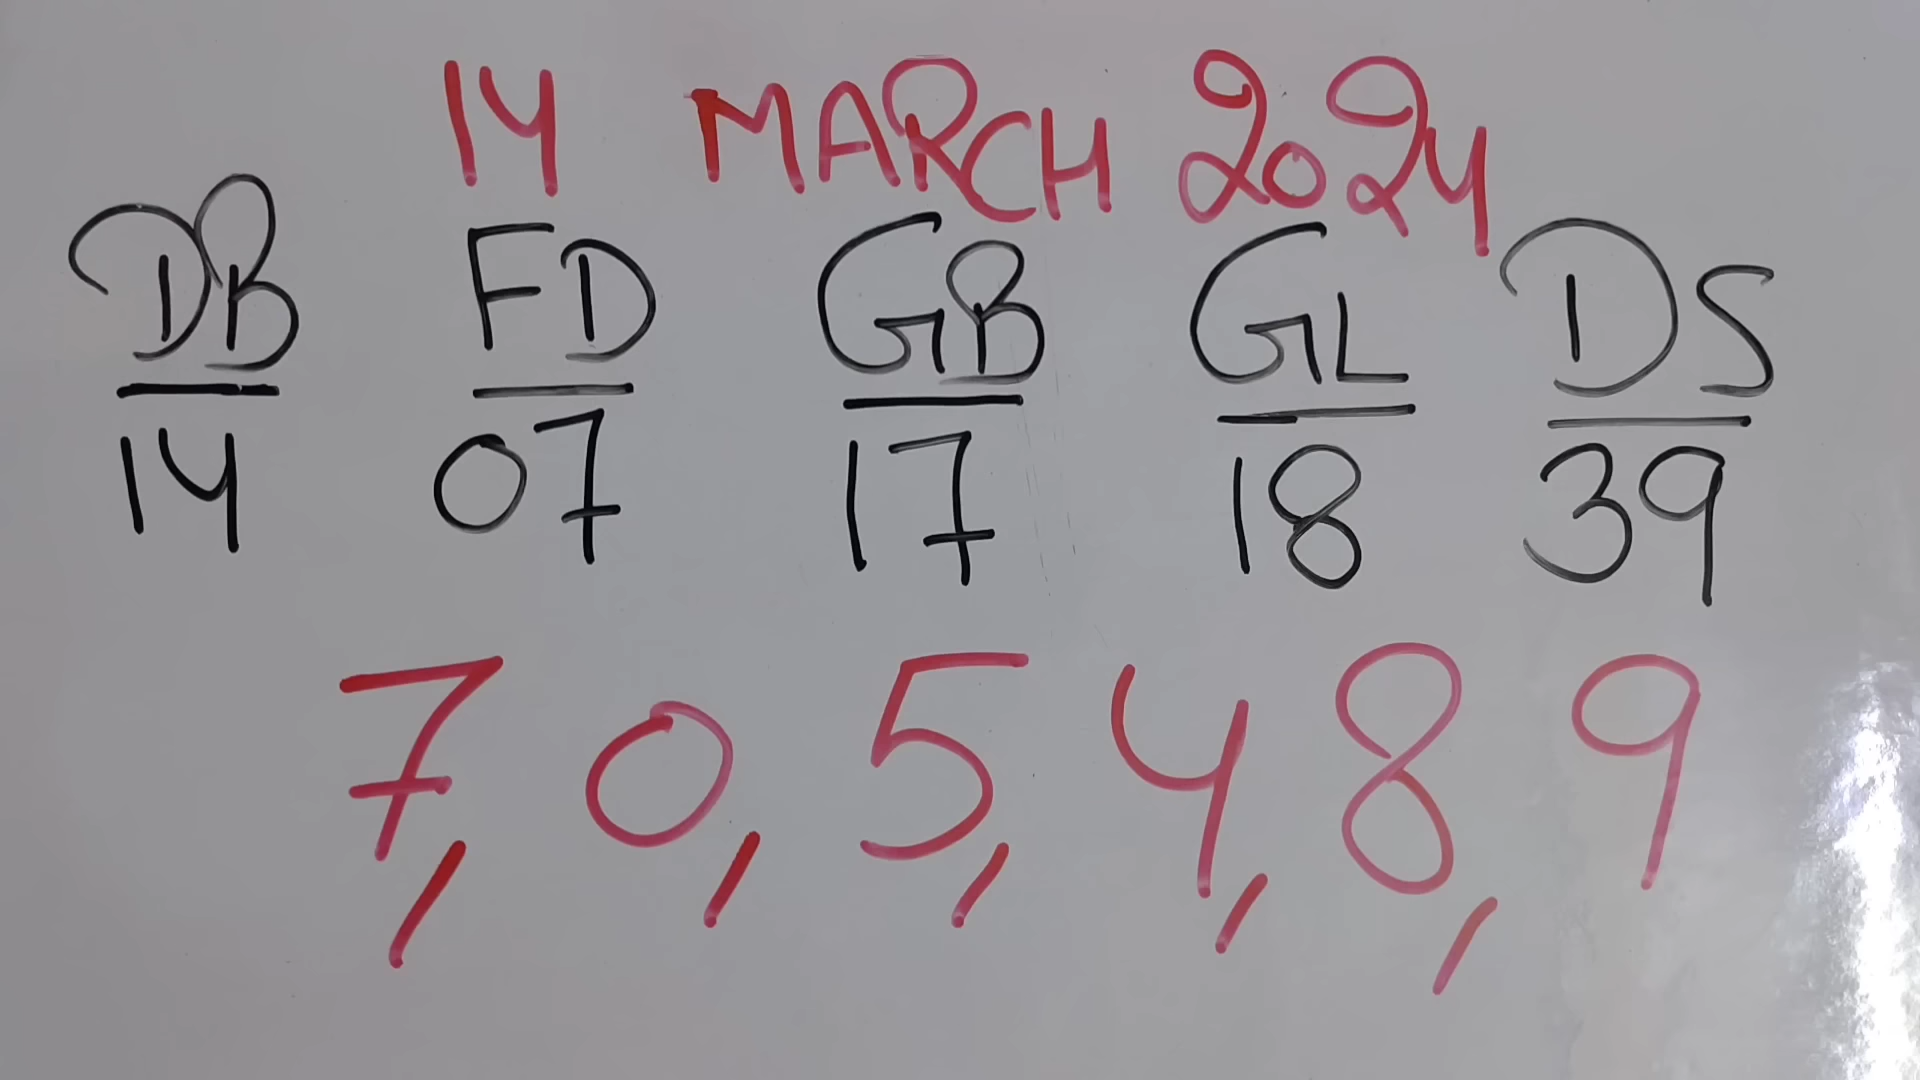 14 MARCH 2024
DB FD GB GL DS
14 07 17 18 39
7, 0, 5, 4, 8, 9